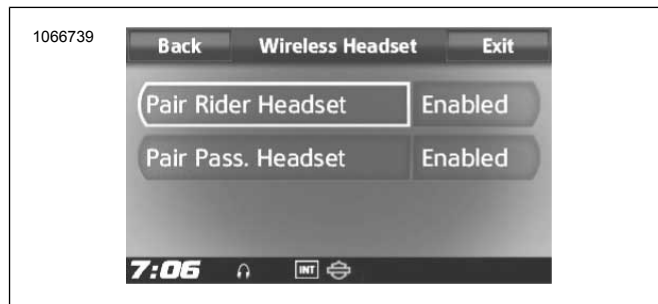 1066739
Back Wireless Headset Exit
Pair Rider Headset Enabled
Pair Pass. Headset Enabled
7:06 INT